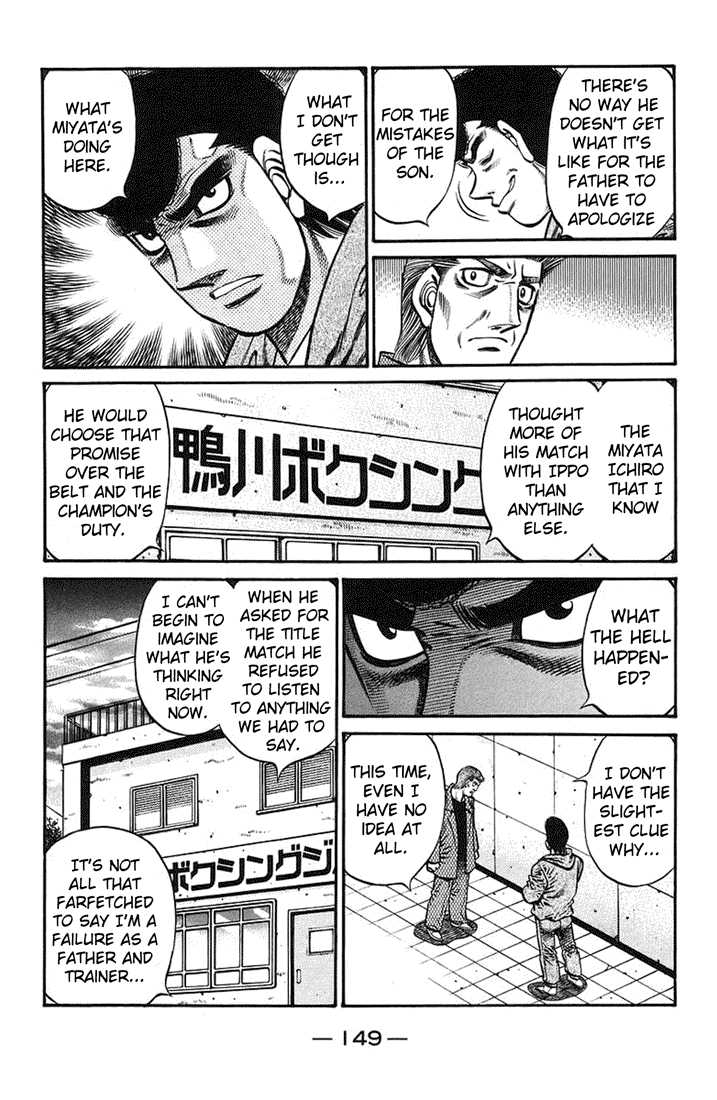 THERE'S
NO WAY HE
DOESN'T GET
WHAT IT'S
LIKE FOR THE
FATHER TO
HAVE TO
APOLOGIZE
FOR THE
MISTAKES
OF THE
SON.
WHAT
I DON'T
GET
THOUGH
IS...
WHAT
MIYATA'S
DOING
HERE.
THE
MIYATA
ICHIRO
THAT I
KNOW
THOUGHT
MORE OF
HIS MATCH
WITH IPPO
THAN
ANYTHING
ELSE.
鴨川ボクシング
HE WOULD
CHOOSE THAT
PROMISE
OVER THE
BELT AND THE
CHAMPION'S
DUTY.
WHAT
THE HELL
HAPPEN-
ED?
I DON'T
HAVE THE
SLIGHT-
EST CLUE
WHY...
THIS TIME,
EVEN I
HAVE NO
IDEA AT
ALL.
WHEN HE
ASKED FOR
THE TITLE
MATCH HE
REFUSED
TO LISTEN
TO ANYTHING
WE HAD TO
SAY.
I CAN'T
BEGIN TO
IMAGINE
WHAT HE'S
THINKING
RIGHT
NOW.
ボクシングジム
IT'S NOT
ALL THAT
FARFETCHED
TO SAY I'M A
FAILURE AS A
FATHER AND
TRAINER...
— 149 —